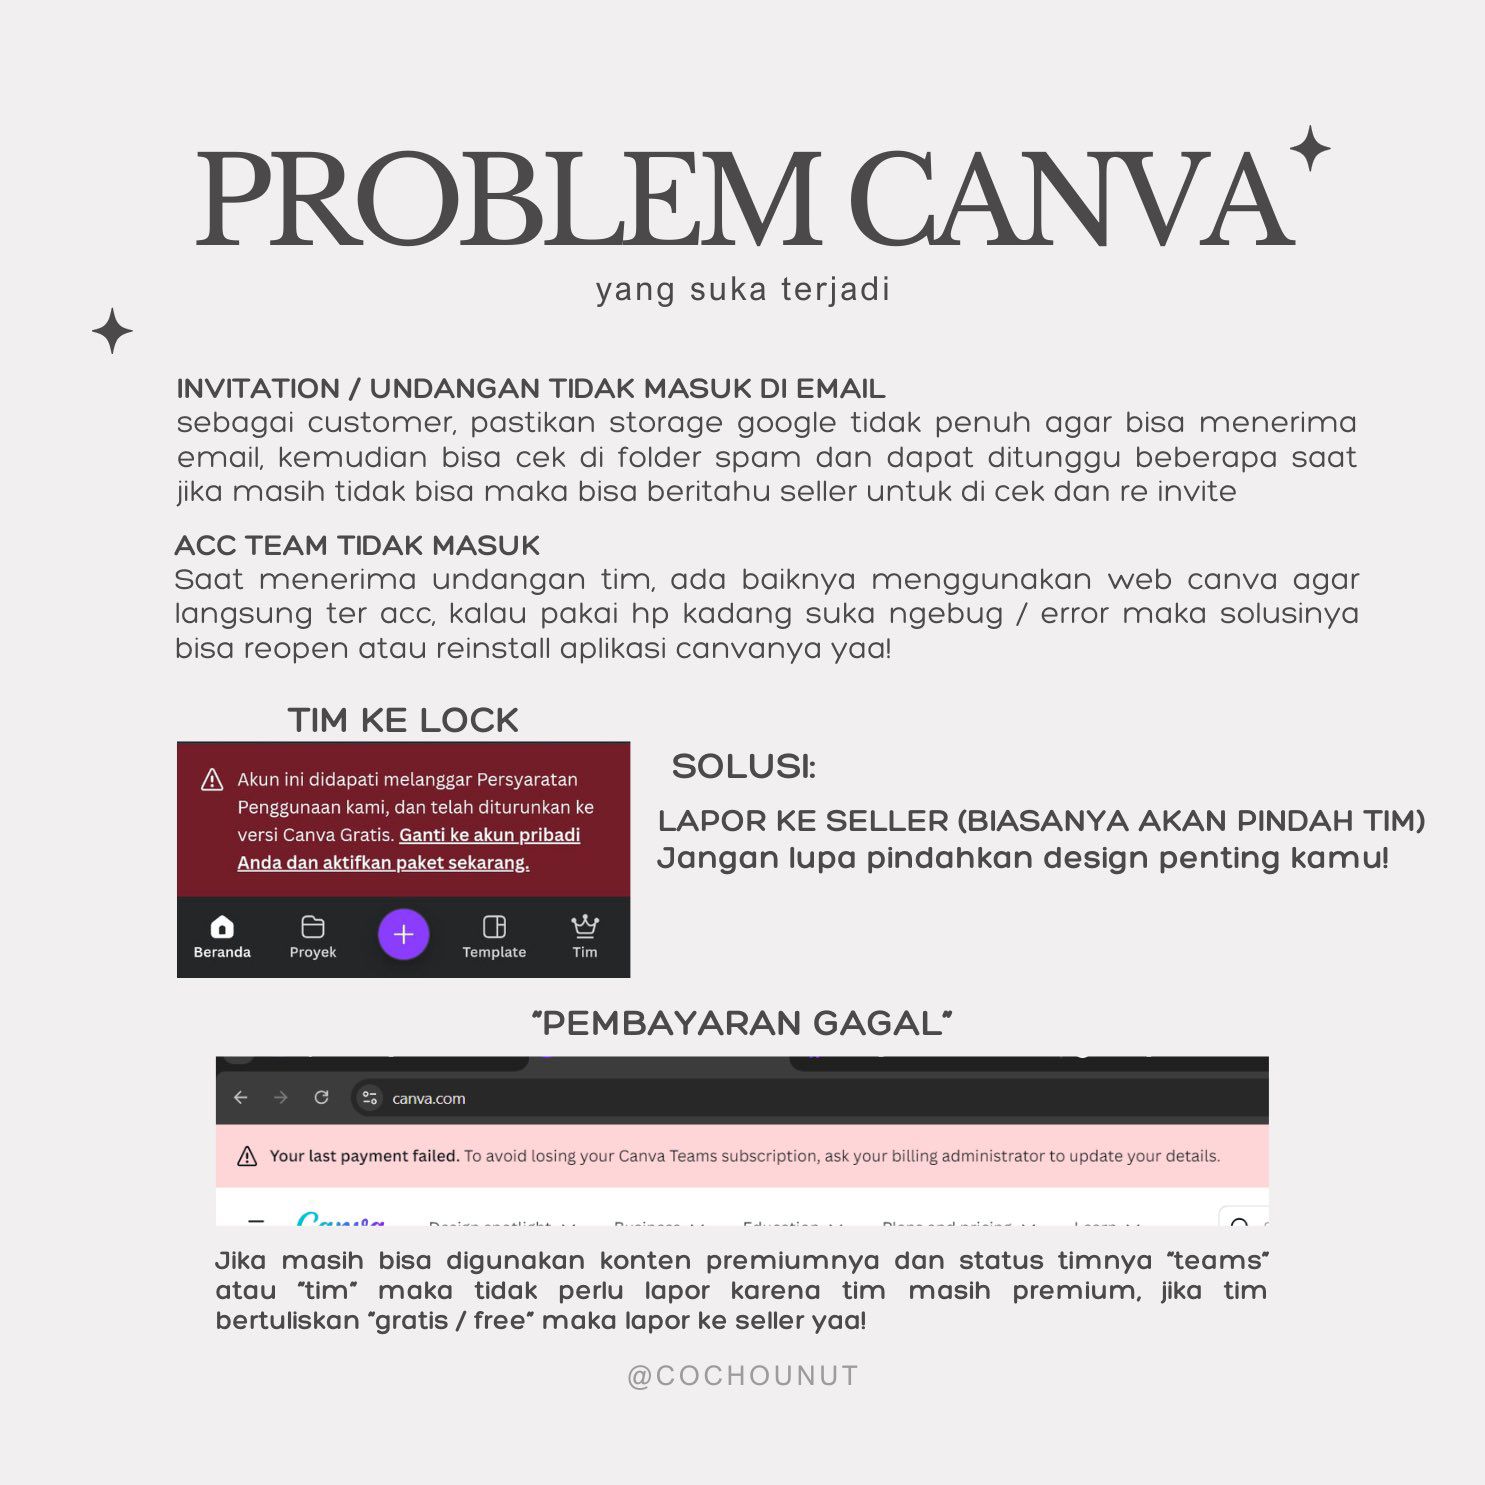 PROBLEM CANVA
yang suka terjadi
INVITATION / UNDANGAN TIDAK MASUK DI EMAIL
sebagai customer, pastikan storage google tidak penuh agar bisa menerima
email, kemudian bisa cek di folder spam dan dapat ditunggu beberapa saat
jika masih tidak bisa maka bisa beritahu seller untuk di cek dan re invite
ACC TEAM TIDAK MASUK
Saat menerima undangan tim, ada baiknya menggunakan web canva agar
langsung ter acc, kalau pakai hp kadang suka ngebug / error maka solusinya
bisa reopen atau reinstall aplikasi canvanya yaa!
TIM KE LOCK
Akun ini didapati melanggar Persyaratan
Penggunaan kami, dan telah diturunkan ke
versi Canva Gratis. Ganti ke akun pribadi
Anda dan aktifkan paket sekarang.
Beranda Proyek Template Tim
SOLUSI:
LAPOR KE SELLER (BIASANYA AKAN PINDAH TIM)
Jangan lupa pindahkan design penting kamu!
"PEMBAYARAN GAGAL"
canva.com
Your last payment failed. To avoid losing your Canva Teams subscription, ask your billing administrator to update your details.
Canva Design spotlight Business Education Plans and pricing Learn
Jika masih bisa digunakan konten premiumnya dan status timnya "teams"
atau "tim" maka tidak perlu lapor karena tim masih premium, jika tim
bertuliskan "gratis / free" maka lapor ke seller yaa!
@COCHOUNUT